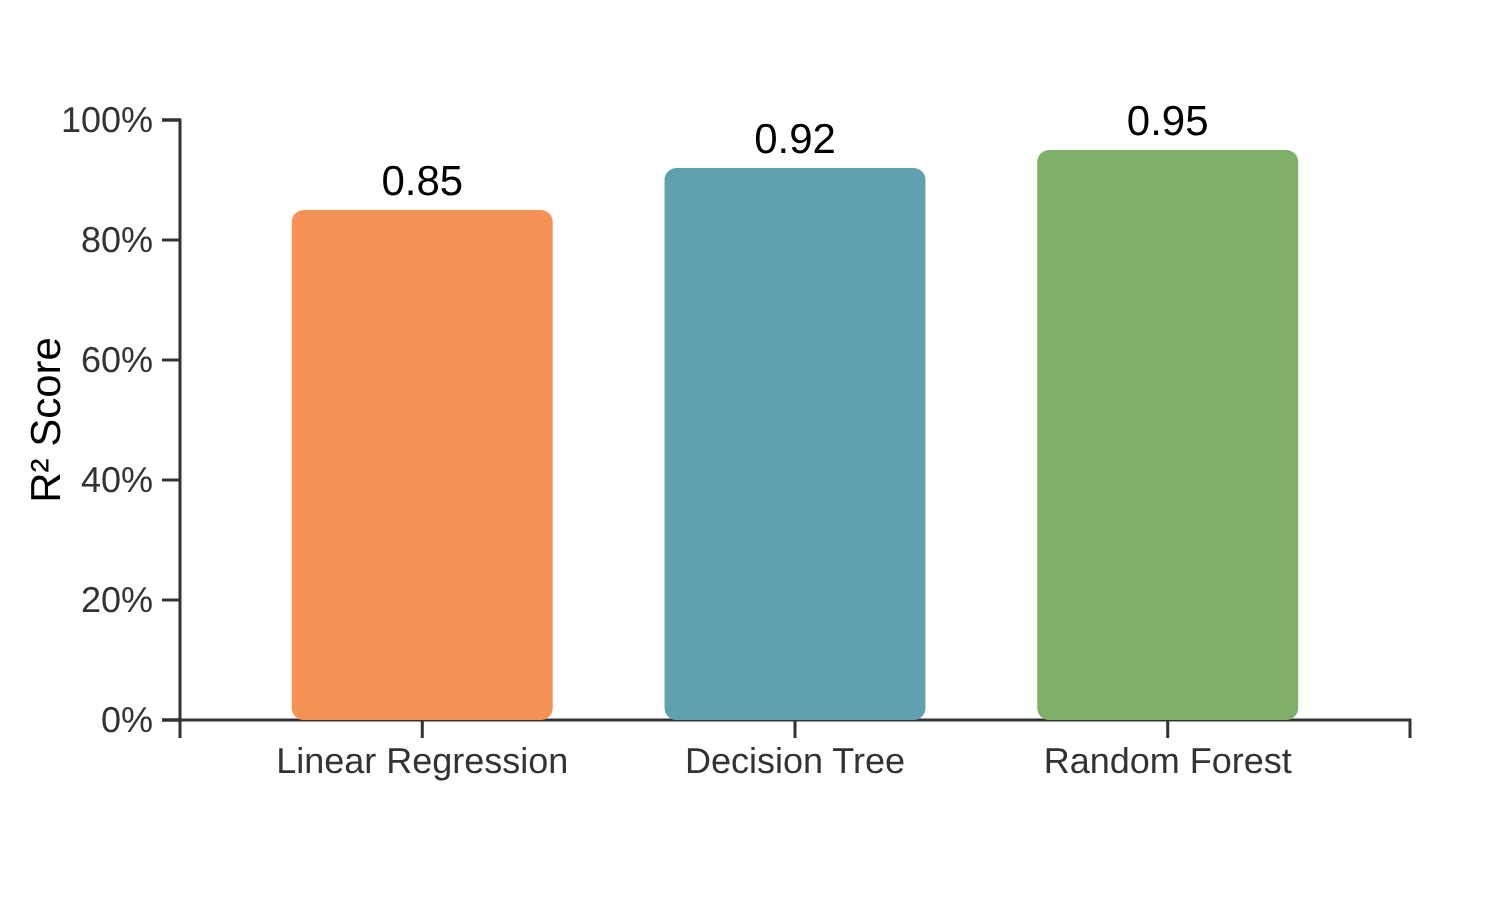 0.85
0.92
0.95
100%
80%
60%
40%
20%
0%
R² Score
Linear Regression
Decision Tree
Random Forest